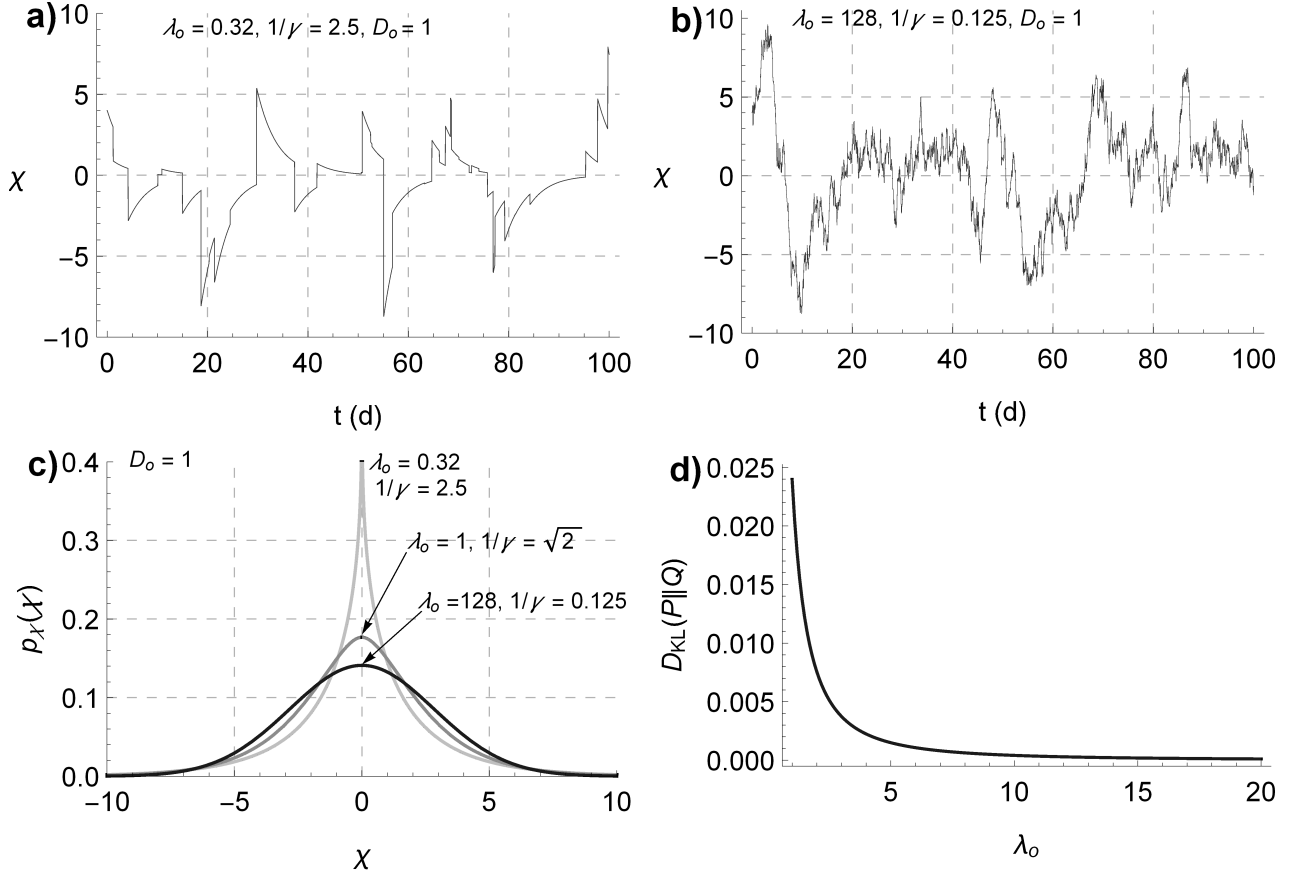 a)
λo = 0.32, 1/γ = 2.5, Do = 1
10
5
0
−5
−10
χ
0 20 40 60 80 100
t (d)
b)
λo = 128, 1/γ = 0.125, Do = 1
10
5
0
−5
−10
χ
0 20 40 60 80 100
t (d)
c)
Do = 1
λo = 0.32
1/γ = 2.5
λo = 1, 1/γ = √2
λo =128, 1/γ = 0.125
0.4
0.3
0.2
0.1
0.0
pχ(χ)
−10 −5 0 5 10
χ
d)
0.025
0.020
0.015
0.010
0.005
0.000
DKL(P‖Q)
5 10 15 20
λo